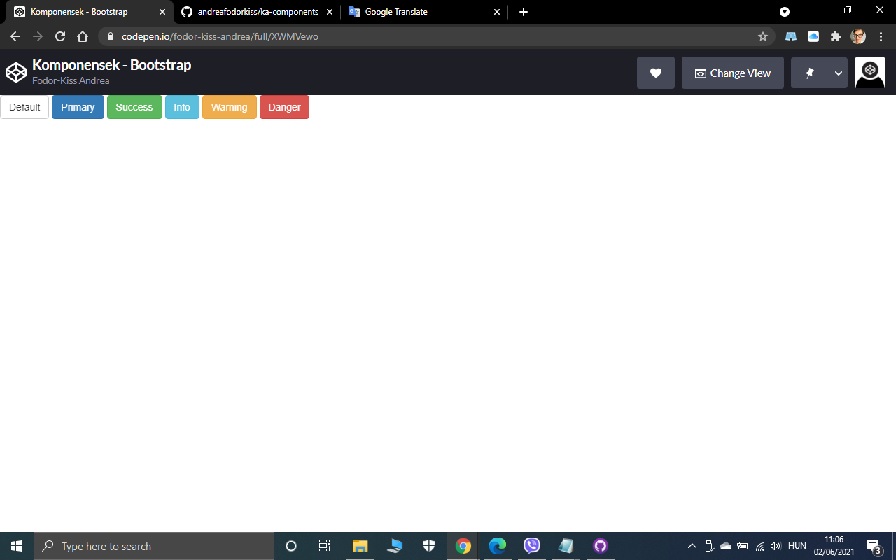 Komponensek - Bootstrap
andreafodorkiss/ka-components
Google Translate
codepen.io/fodor-kiss-andrea/full/XWMVewo
Komponensek - Bootstrap
Fodor-Kiss Andrea
Change View
Default Primary Success Info Warning Danger
Type here to search
HUN
11:06
02/06/2021
3